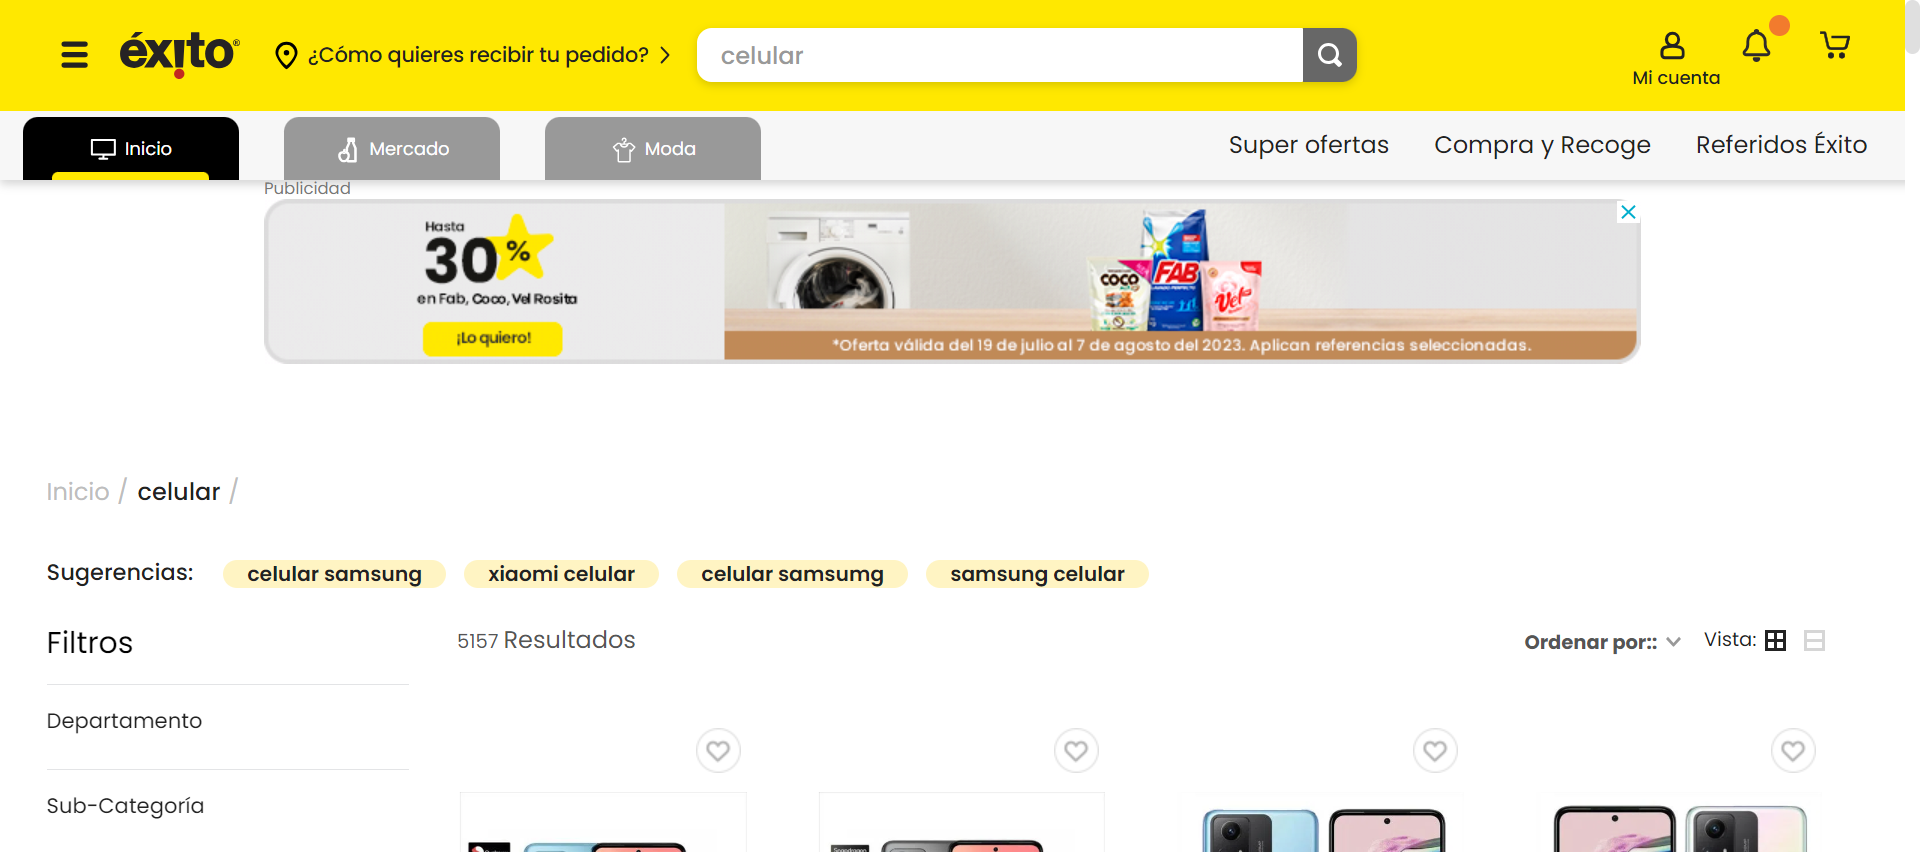 éxito®
¿Cómo quieres recibir tu pedido?
celular
Mi cuenta
Inicio
Mercado
Moda
Super ofertas
Compra y Recoge
Referidos Éxito
Publicidad
Hasta
30%
en Fab, Coco, Vel Rosita
¡Lo quiero!
COCO
FAB
Vel
*Oferta válida del 19 de julio al 7 de agosto del 2023. Aplican referencias seleccionadas.
Inicio / celular /
Sugerencias:
celular samsung
xiaomi celular
celular samsumg
samsung celular
Filtros
5157 Resultados
Ordenar por::
Vista:
Departamento
Sub-Categoría